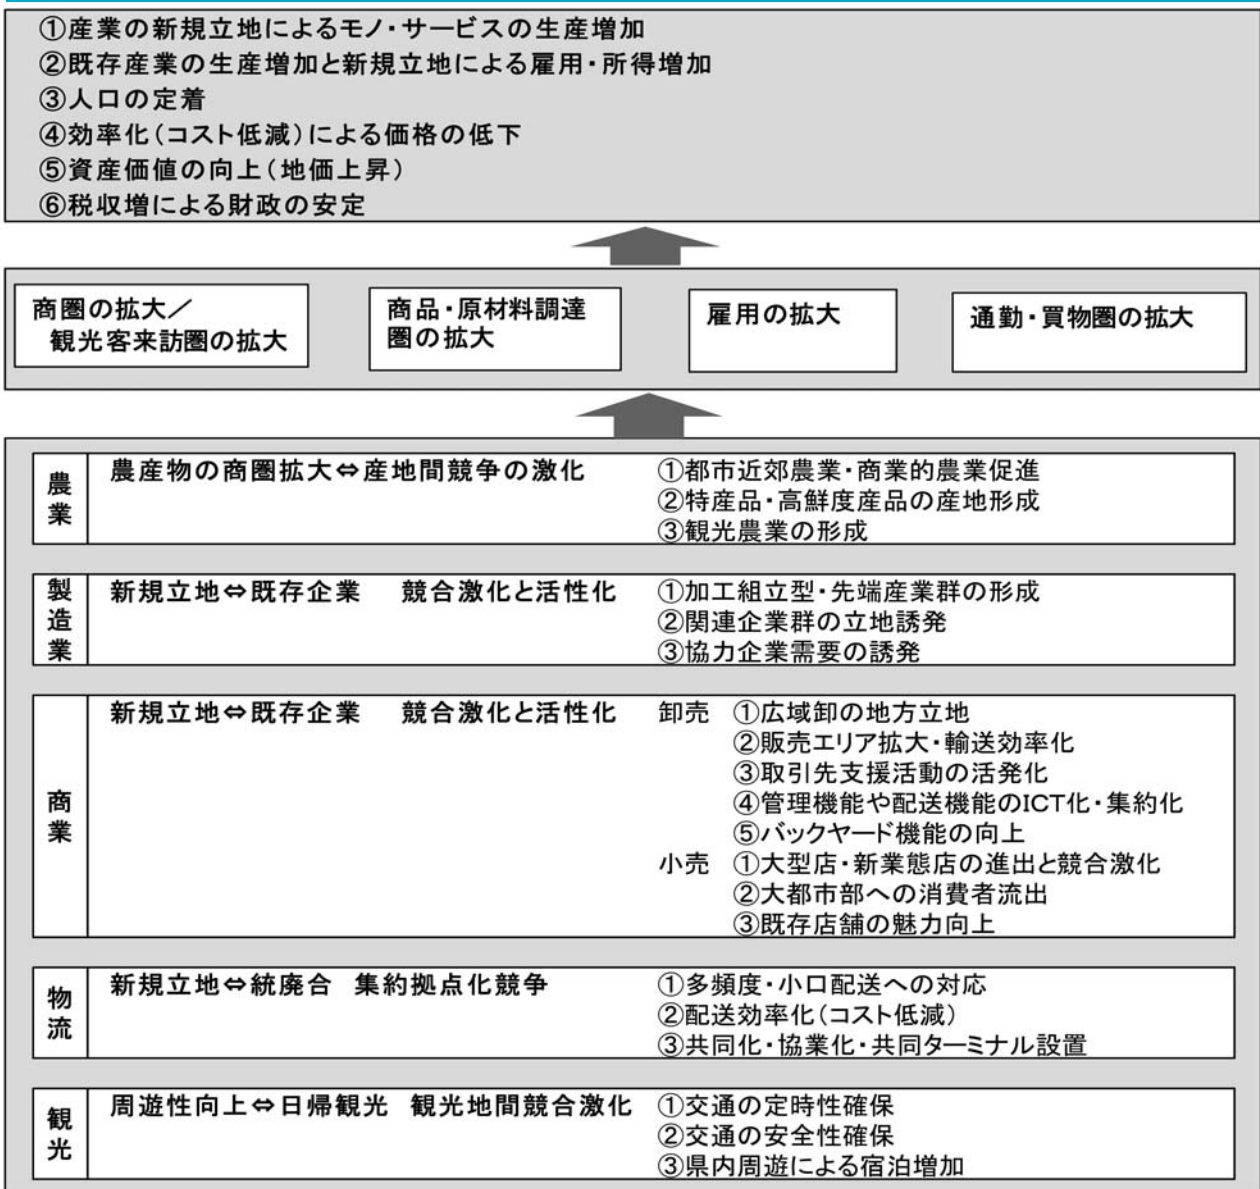 ①産業の新規立地によるモノ・サービスの生産増加
②既存産業の生産増加と新規立地による雇用・所得増加
③人口の定着
④効率化(コスト低減)による価格の低下
⑤資産価値の向上(地価上昇)
⑥税収増による財政の安定
商圏の拡大/
観光客来訪圏の拡大
商品・原材料調達
圏の拡大
雇用の拡大
通勤・買物圏の拡大
農業
農産物の商圏拡大⇔産地間競争の激化
①都市近郊農業・商業的農業促進
②特産品・高鮮度産品の産地形成
③観光農業の形成
製造業
新規立地⇔既存企業 競合激化と活性化
①加工組立型・先端産業群の形成
②関連企業群の立地誘発
③協力企業需要の誘発
商業
新規立地⇔既存企業 競合激化と活性化
卸売 ①広域卸の地方立地
②販売エリア拡大・輸送効率化
③取引先支援活動の活発化
④管理機能や配送機能のICT化・集約化
⑤バックヤード機能の向上
小売 ①大型店・新業態店の進出と競合激化
②大都市部への消費者流出
③既存店舗の魅力向上
物流
新規立地⇔統廃合 集約拠点化競争
①多頻度・小口配送への対応
②配送効率化(コスト低減)
③共同化・協業化・共同ターミナル設置
観光
周遊性向上⇔日帰観光 観光地間競合激化
①交通の定時性確保
②交通の安全性確保
③県内周遊による宿泊増加